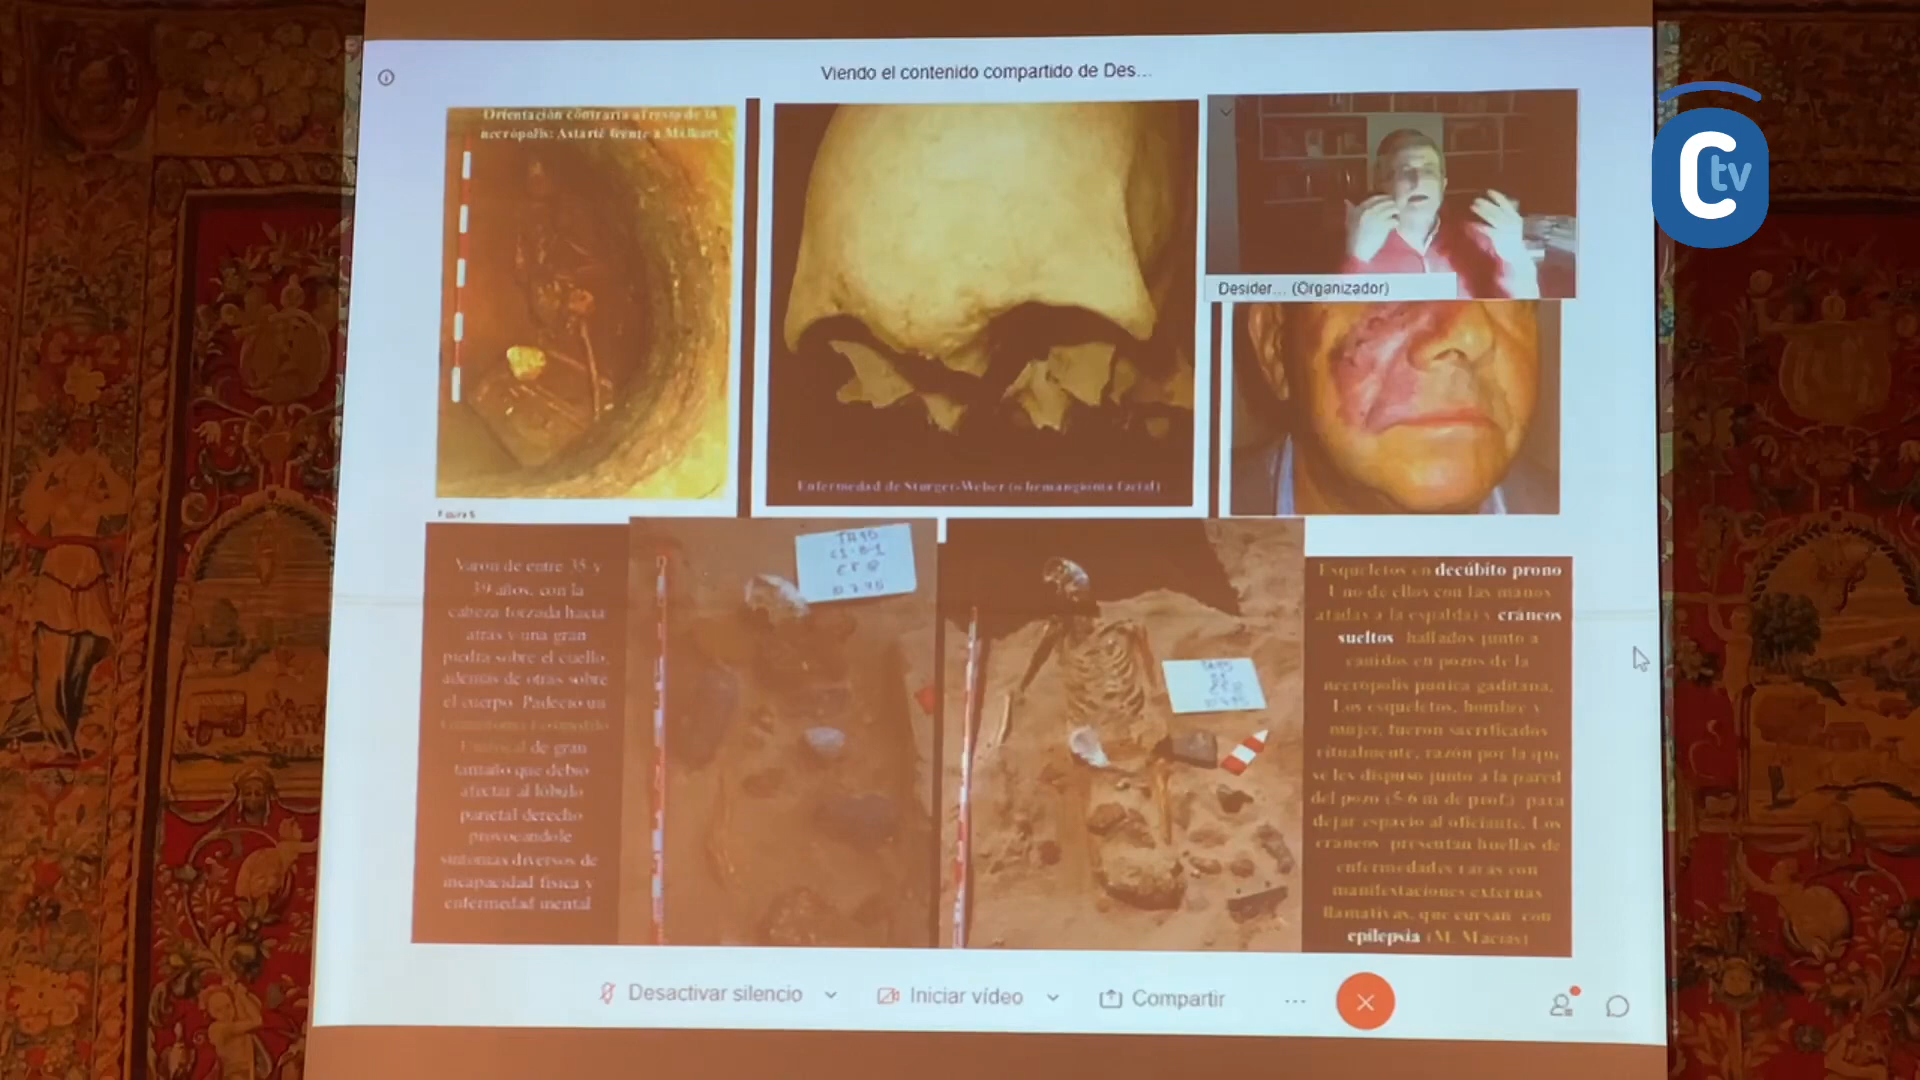 Viendo el contenido compartido de Des...
C tv
Orientación contraria al resto de la
necrópolis: Astarté frente a Melkart
Desider... (Organizador)
Enfermedad de Sturger-Weber (o hemangioma facial)
Figura 8
Varón de entre 35 y
39 años, con la
cabeza forzada hacia
atrás y una gran
piedra sobre el cuello,
además de otras sobre
el cuerpo. Padeció un
de gran
tamaño que debió
afectar al lóbulo
parietal derecho
provocándole
síntomas diversos de
incapacidad física y
enfermedad mental
Esqueletos en decúbito prono
Uno de ellos con las manos
atadas a la espalda) y cráneos
sueltos hallados junto a
cánidos en pozos de la
necrópolis púnica gaditana.
Los esqueletos, hombre y
mujer, fueron sacrificados
ritualmente, razón por la que
se les dispuso junto a la pared
del pozo (5-6 m de prof.) para
dejar espacio al oficiante. Los
cráneos presentan huellas de
enfermedades raras con
manifestaciones externas
llamativas, que cursan con
epilepsia (M. Macías)
Desactivar silencio
Iniciar vídeo
Compartir